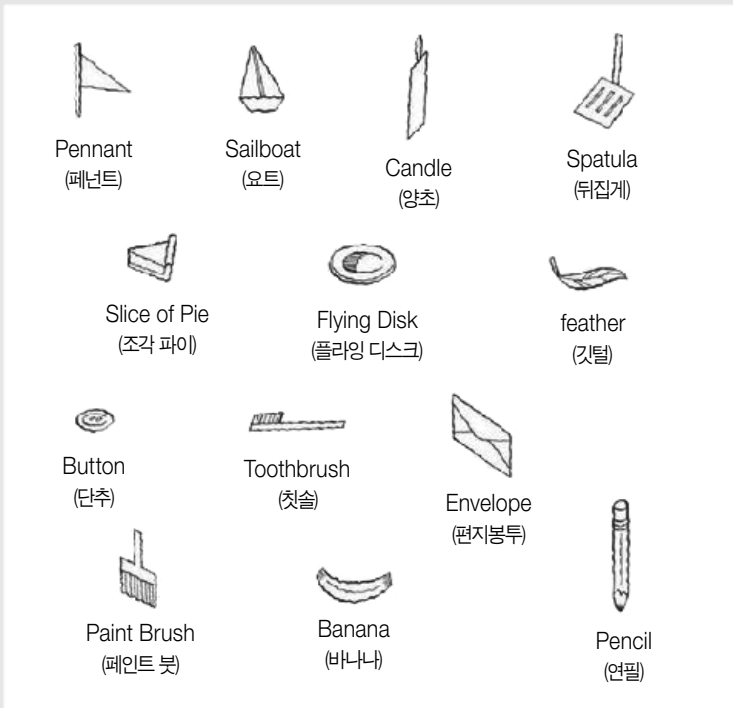 Pennant
(페넌트)
Sailboat
(요트)
Candle
(양초)
Spatula
(뒤집게)
Slice of Pie
(조각 파이)
Flying Disk
(플라잉 디스크)
feather
(깃털)
Button
(단추)
Toothbrush
(칫솔)
Envelope
(편지봉투)
Paint Brush
(페인트 붓)
Banana
(바나나)
Pencil
(연필)